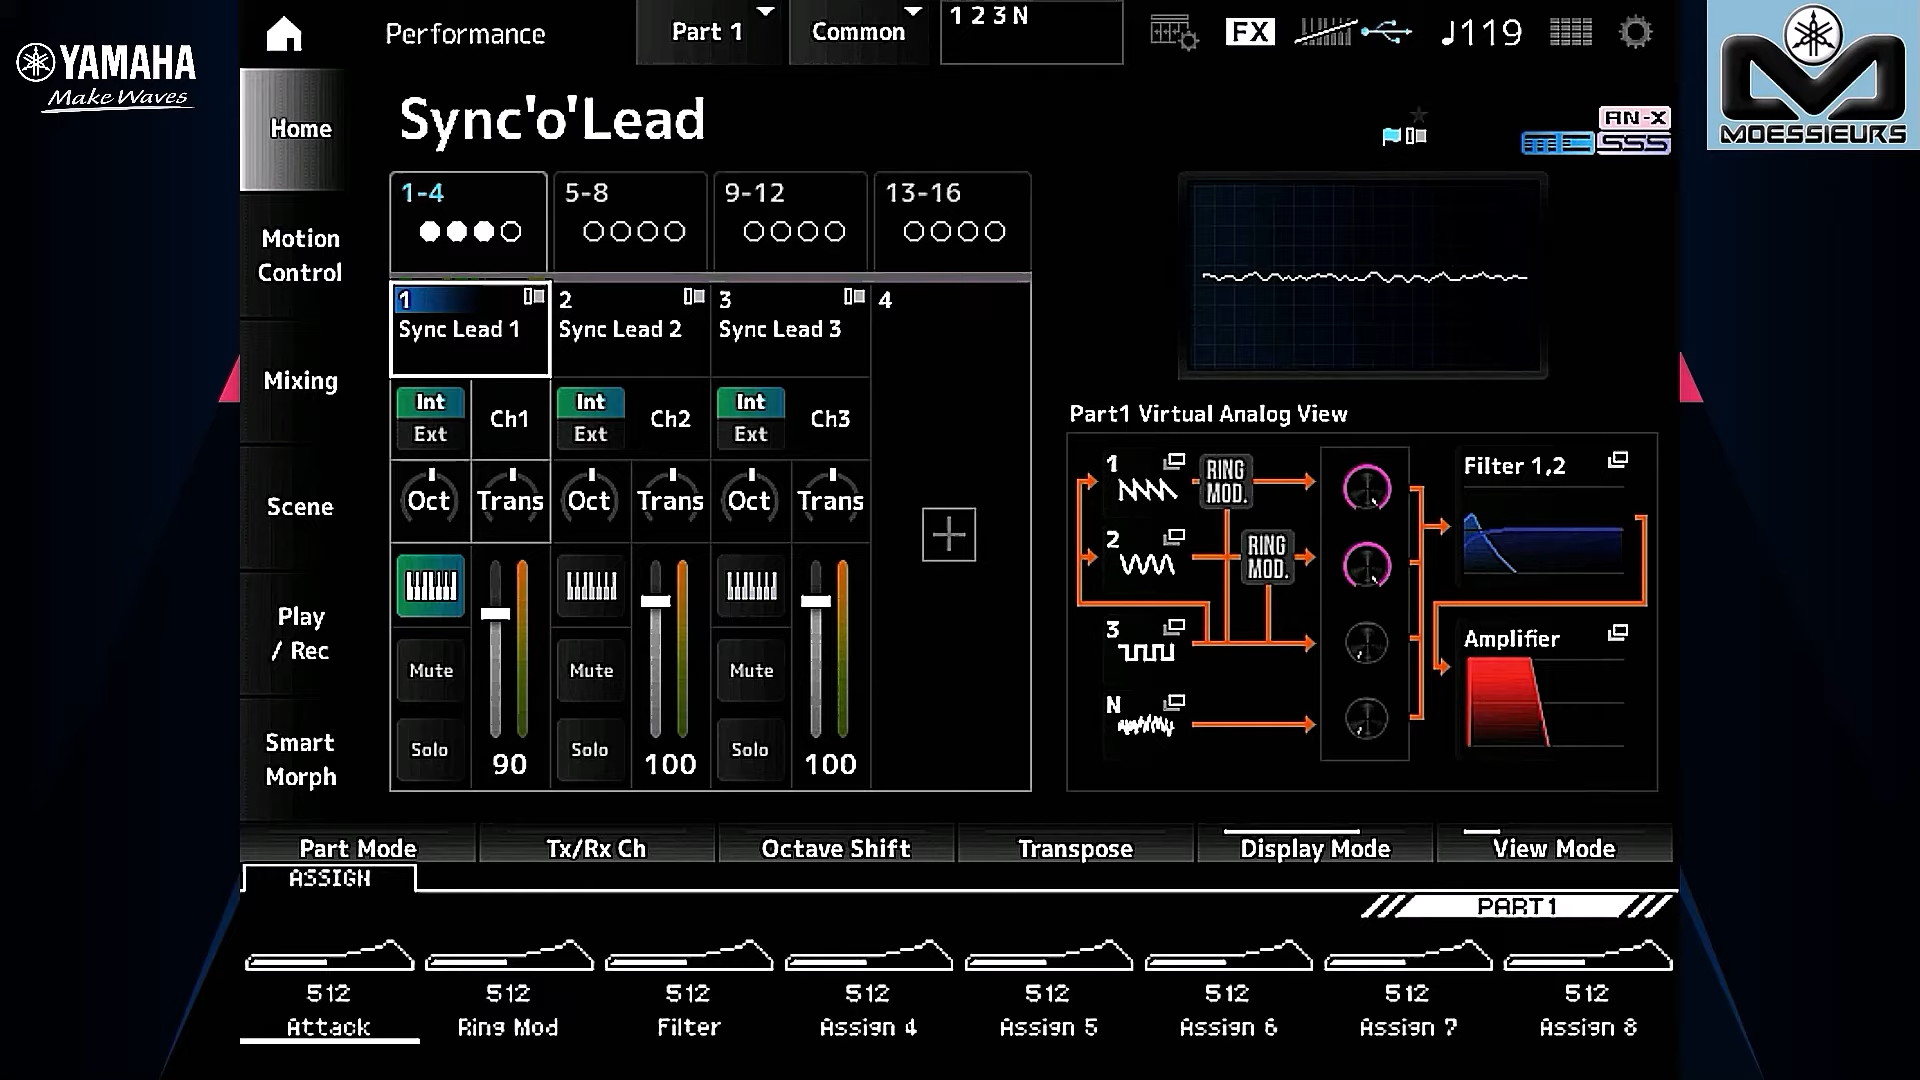 YAMAHA
Make Waves
Performance
Part 1
Common
1 2 3 N
FX
♩119
MOESSIEURS
Home
Sync'o'Lead
AN-X
SSS
Motion
Control
1-4
5-8
9-12
13-16
1
Sync Lead 1
2
Sync Lead 2
3
Sync Lead 3
4
Mixing
Int
Ext
Ch1
Int
Ext
Ch2
Int
Ext
Ch3
Part1 Virtual Analog View
Scene
Oct
Trans
Oct
Trans
Oct
Trans
1
RING
MOD.
Filter 1,2
2
RING
MOD.
3
Amplifier
N
Play
/ Rec
Mute
Mute
Mute
Smart
Morph
Solo
90
Solo
100
Solo
100
Part Mode
Tx/Rx Ch
Octave Shift
Transpose
Display Mode
View Mode
ASSIGN
PART1
512
512
512
512
512
512
512
512
Attack
Ring Mod
Filter
Assign 4
Assign 5
Assign 6
Assign 7
Assign 8